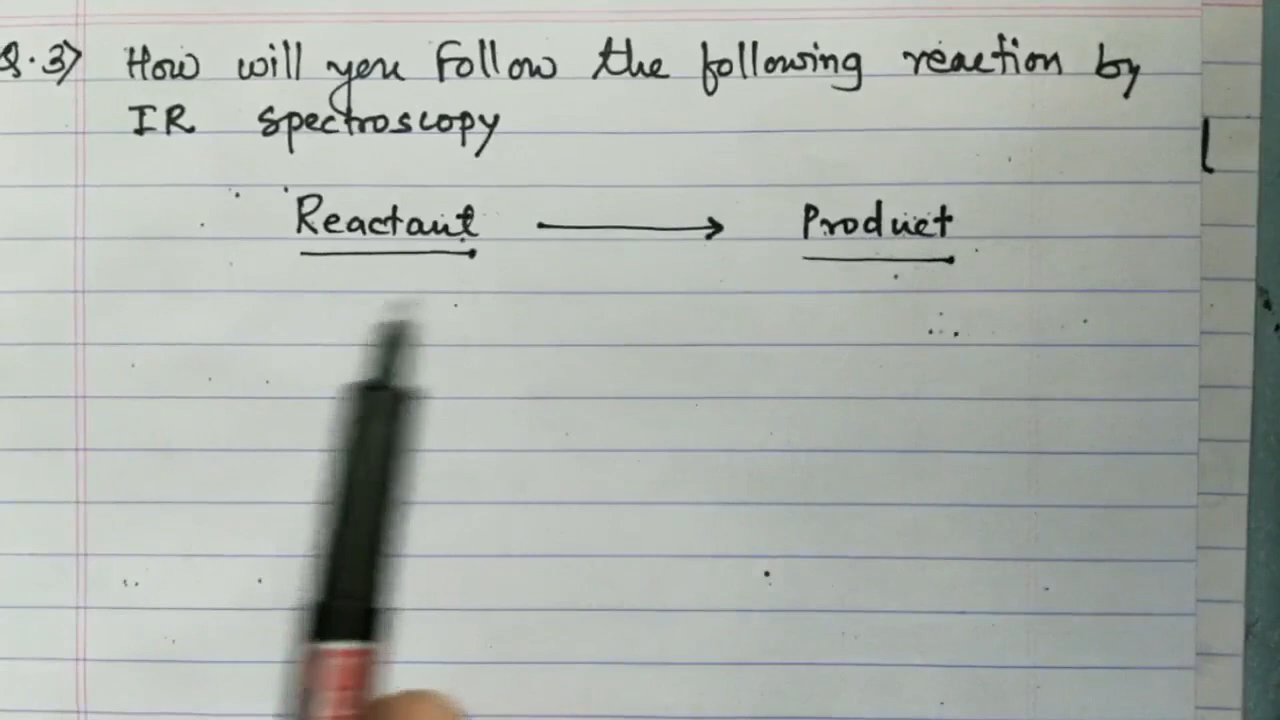 Q.3) How will you Follow the following reaction by
IR spectroscopy
Reactant ⟶ Product